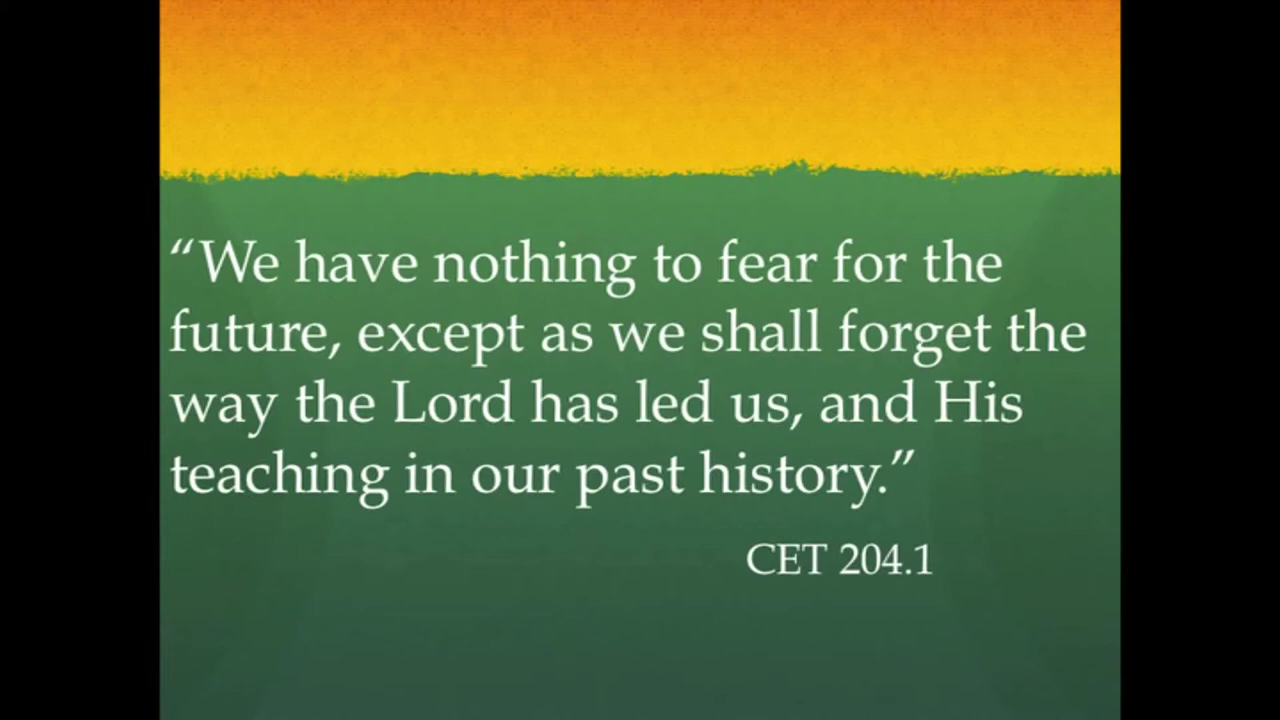 “We have nothing to fear for the
future, except as we shall forget the
way the Lord has led us, and His
teaching in our past history.”
CET 204.1